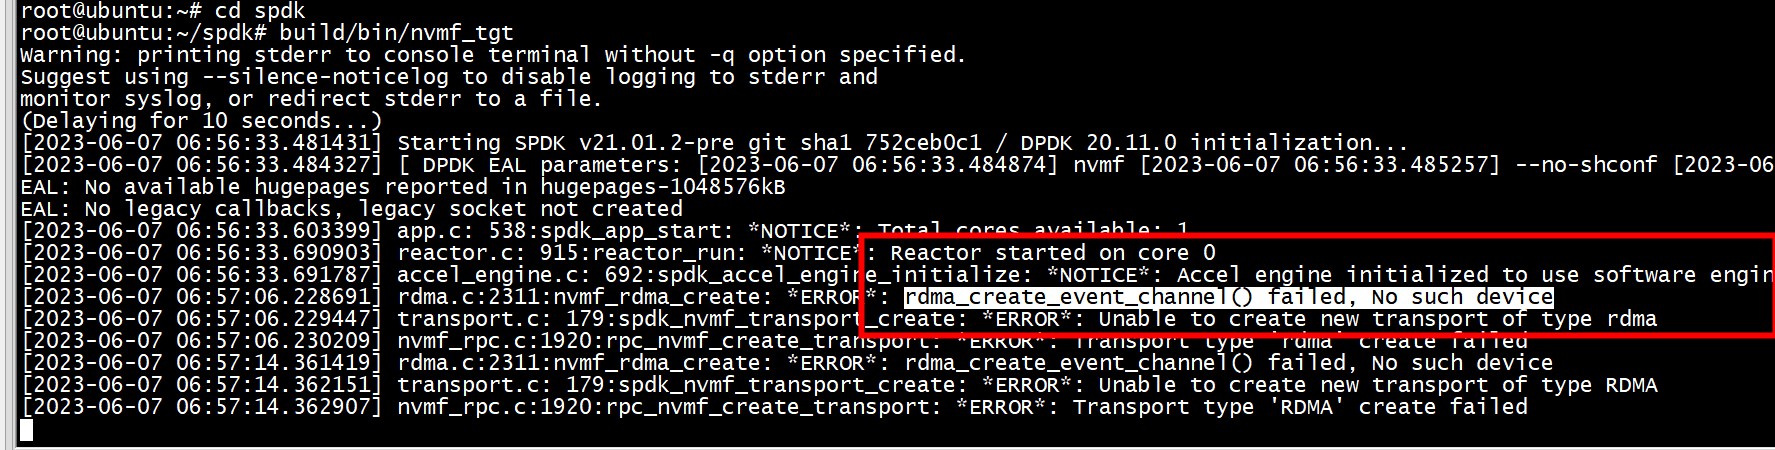 root@ubuntu:~# cd spdk
root@ubuntu:~/spdk# build/bin/nvmf_tgt
Warning: printing stderr to console terminal without -q option specified.
Suggest using --silence-noticelog to disable logging to stderr and
monitor syslog, or redirect stderr to a file.
(Delaying for 10 seconds...)
[2023-06-07 06:56:33.481431] Starting SPDK v21.01.2-pre git sha1 752ceb0c1 / DPDK 20.11.0 initialization...
[2023-06-07 06:56:33.484327] [ DPDK EAL parameters: [2023-06-07 06:56:33.484874] nvmf [2023-06-07 06:56:33.485257] --no-shconf [2023-06
EAL: No available hugepages reported in hugepages-1048576kB
EAL: No legacy callbacks, legacy socket not created
[2023-06-07 06:56:33.603399] app.c: 538:spdk_app_start: *NOTICE*: Total cores available: 1
[2023-06-07 06:56:33.690903] reactor.c: 915:reactor_run: *NOTICE*: Reactor started on core 0
[2023-06-07 06:56:33.691787] accel_engine.c: 692:spdk_accel_engine_initialize: *NOTICE*: Accel engine initialized to use software engin
[2023-06-07 06:57:06.228691] rdma.c:2311:nvmf_rdma_create: *ERROR*: rdma_create_event_channel() failed, No such device
[2023-06-07 06:57:06.229447] transport.c: 179:spdk_nvmf_transport_create: *ERROR*: Unable to create new transport of type rdma
[2023-06-07 06:57:06.230209] nvmf_rpc.c:1920:rpc_nvmf_create_transport: *ERROR*: Transport type 'rdma' create failed
[2023-06-07 06:57:14.361419] rdma.c:2311:nvmf_rdma_create: *ERROR*: rdma_create_event_channel() failed, No such device
[2023-06-07 06:57:14.362151] transport.c: 179:spdk_nvmf_transport_create: *ERROR*: Unable to create new transport of type RDMA
[2023-06-07 06:57:14.362907] nvmf_rpc.c:1920:rpc_nvmf_create_transport: *ERROR*: Transport type 'RDMA' create failed